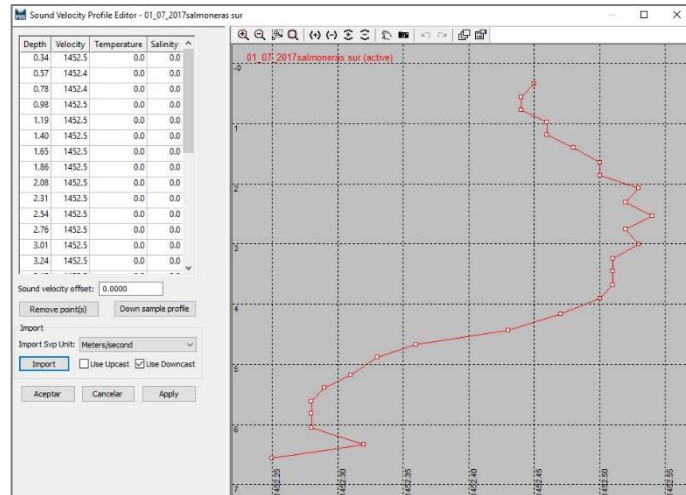 Sound Velocity Profile Editor - 01_07_2017salmoneras sur
Depth Velocity Temperature Salinity
0.34 1452.5 0.0 0.0
0.57 1452.4 0.0 0.0
0.78 1452.4 0.0 0.0
0.98 1452.5 0.0 0.0
1.19 1452.5 0.0 0.0
1.40 1452.5 0.0 0.0
1.65 1452.5 0.0 0.0
1.86 1452.5 0.0 0.0
2.08 1452.5 0.0 0.0
2.31 1452.5 0.0 0.0
2.54 1452.5 0.0 0.0
2.76 1452.5 0.0 0.0
3.01 1452.5 0.0 0.0
3.24 1452.5 0.0 0.0
Sound velocity offset: 0.0000
Remove point(s) Down sample profile
Import
Import Svp Unit: Meters/second
Import Use Upcast Use Downcast
Aceptar Cancelar Apply
01_07_2017salmoneras sur (active)
-0
1
2
3
4
5
6
7
1452.25 1452.30 1452.35 1452.40 1452.45 1452.50 1452.55